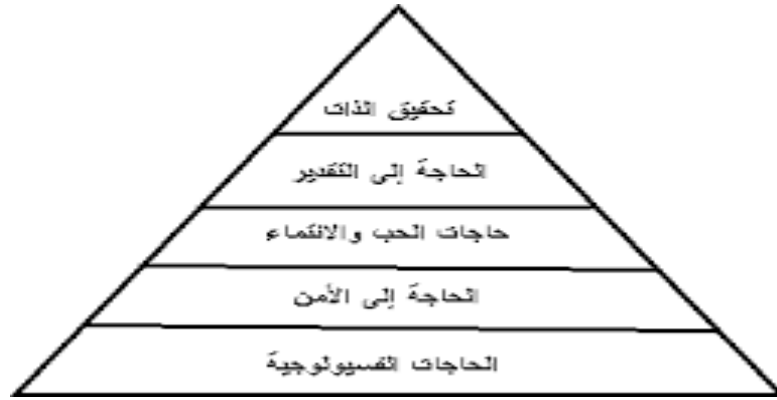 تحقيق الذات
الحاجة إلى التقدير
حاجات الحب والانتماء
الحاجة إلى الأمن
الحاجات الفسيولوجية